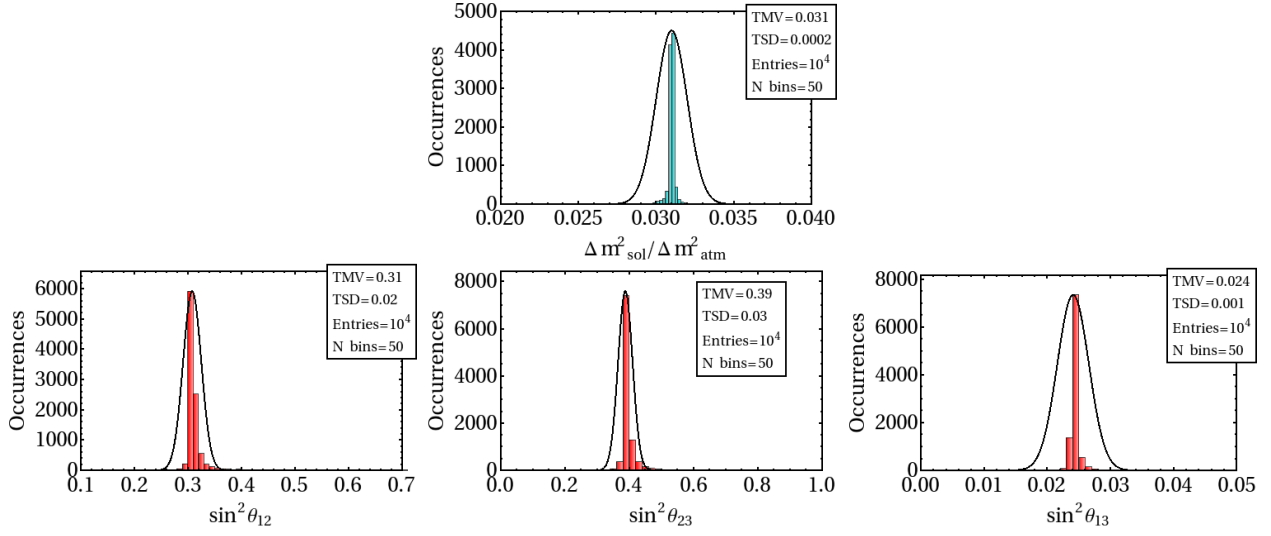 5000
4000
3000
2000
1000
0
Occurrences
TMV=0.031
TSD=0.0002
Entries=10⁴
N bins=50
0.020 0.025 0.030 0.035 0.040
Δ m²sol/Δ m²atm
6000
5000
4000
3000
2000
1000
0
Occurrences
TMV=0.31
TSD=0.02
Entries=10⁴
N bins=50
0.1 0.2 0.3 0.4 0.5 0.6 0.7
sin²θ₁₂
8000
6000
4000
2000
0
Occurrences
TMV=0.39
TSD=0.03
Entries=10⁴
N bins=50
0.0 0.2 0.4 0.6 0.8 1.0
sin²θ₂₃
8000
6000
4000
2000
0
Occurrences
TMV=0.024
TSD=0.001
Entries=10⁴
N bins=50
0.00 0.01 0.02 0.03 0.04 0.05
sin²θ₁₃